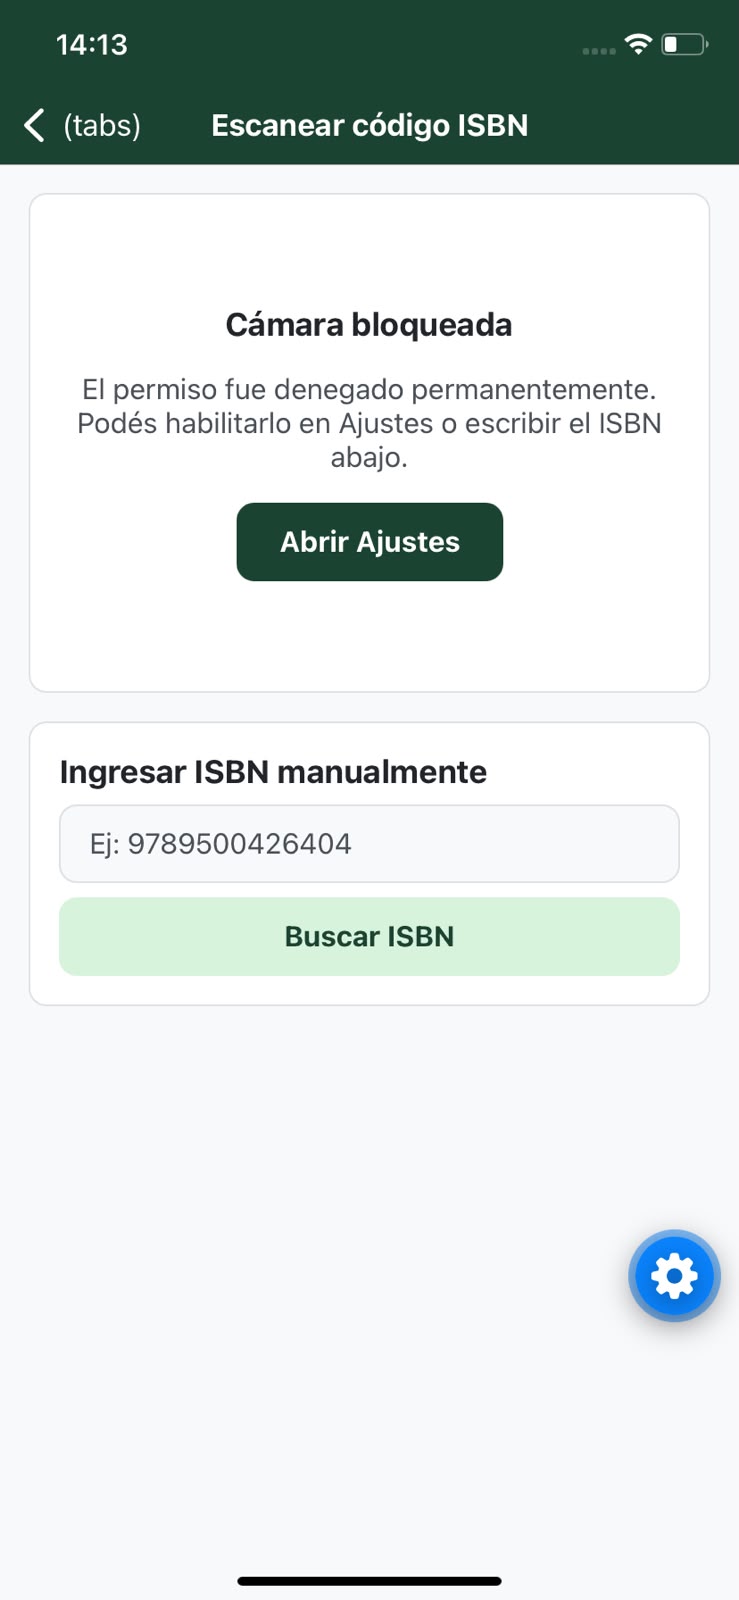 14:13
(tabs)
Escanear código ISBN
Cámara bloqueada
El permiso fue denegado permanentemente.
Podés habilitarlo en Ajustes o escribir el ISBN
abajo.
Abrir Ajustes
Ingresar ISBN manualmente
Ej: 9789500426404
Buscar ISBN